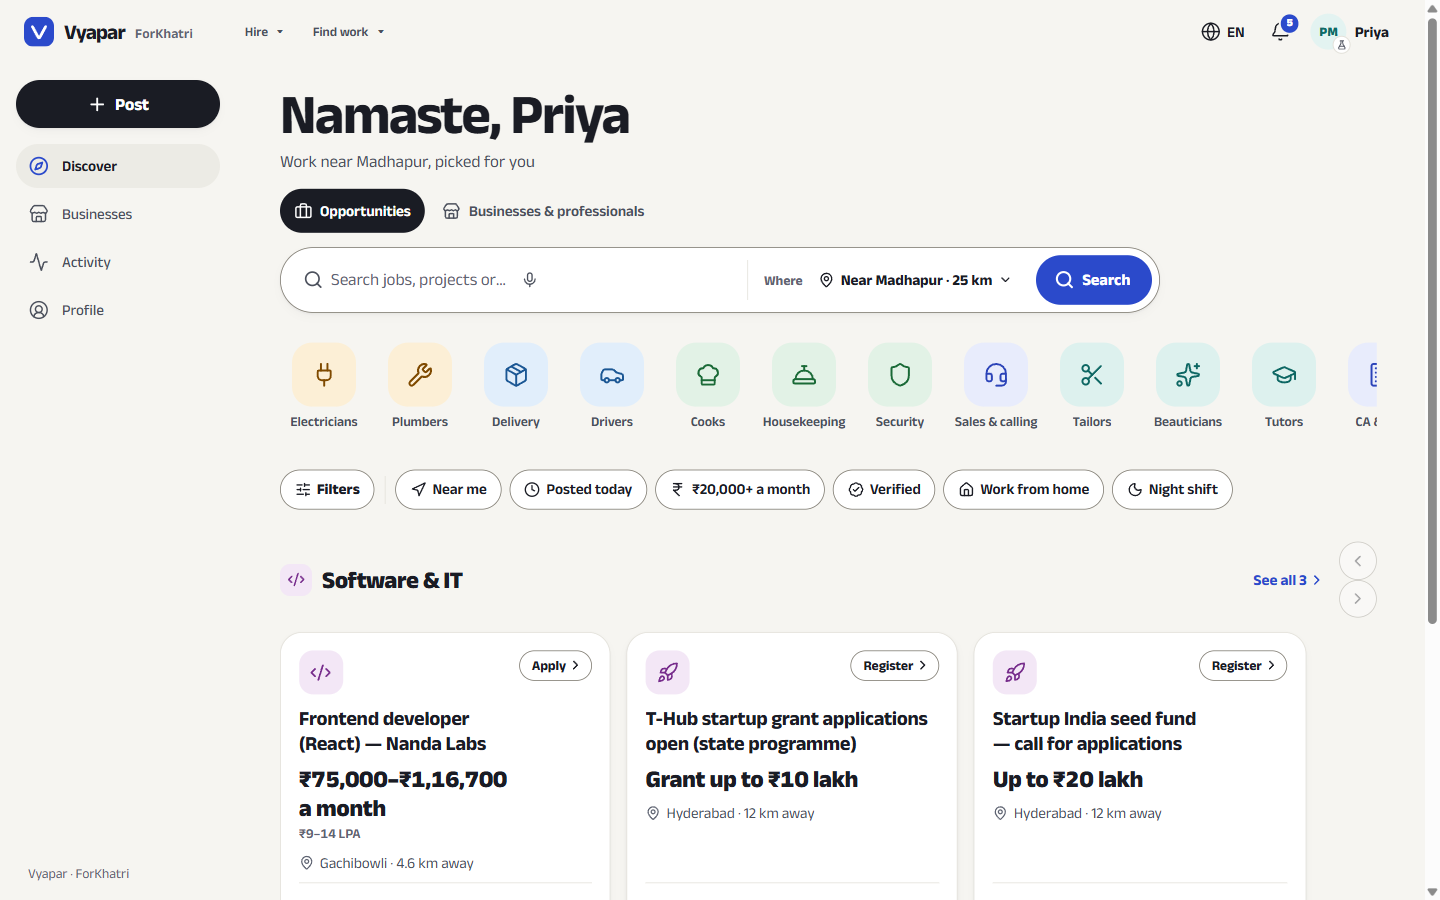 Vyapar ForKhatri
Hire
Find work
EN
5
PM
Priya
Post
Discover
Businesses
Activity
Profile
Vyapar · ForKhatri
Namaste, Priya
Work near Madhapur, picked for you
Opportunities
Businesses & professionals
Search jobs, projects or...
Where
Near Madhapur · 25 km
Search
Electricians
Plumbers
Delivery
Drivers
Cooks
Housekeeping
Security
Sales & calling
Tailors
Beauticians
Tutors
CA &
Filters
Near me
Posted today
₹20,000+ a month
Verified
Work from home
Night shift
Software & IT
See all 3
Apply
Frontend developer
(React) — Nanda Labs
₹75,000–₹1,16,700
a month
₹9–14 LPA
Gachibowli · 4.6 km away
Register
T-Hub startup grant applications
open (state programme)
Grant up to ₹10 lakh
Hyderabad · 12 km away
Register
Startup India seed fund
— call for applications
Up to ₹20 lakh
Hyderabad · 12 km away